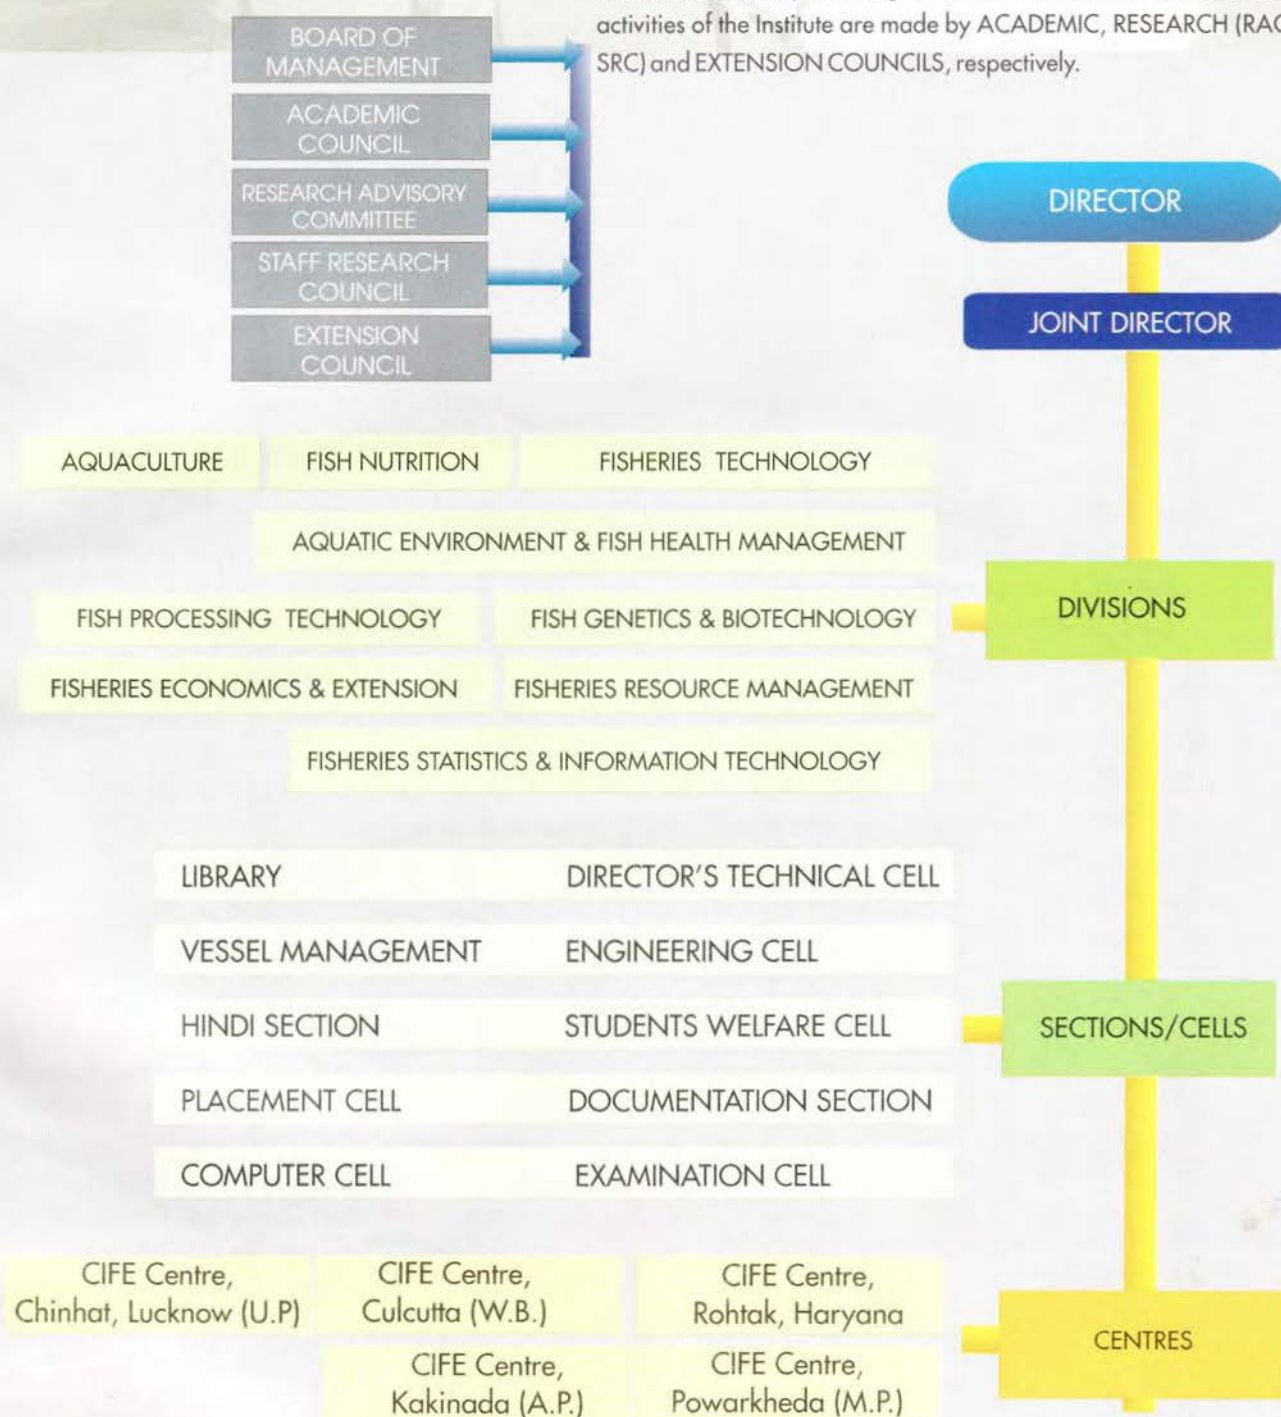 activities of the Institute are made by ACADEMIC, RESEARCH (RAC
SRC) and EXTENSION COUNCILS, respectively.
BOARD OF
MANAGEMENT
ACADEMIC
COUNCIL
RESEARCH ADVISORY
COMMITTEE
STAFF RESEARCH
COUNCIL
EXTENSION
COUNCIL
DIRECTOR
JOINT DIRECTOR
AQUACULTURE
FISH NUTRITION
FISHERIES TECHNOLOGY
AQUATIC ENVIRONMENT & FISH HEALTH MANAGEMENT
FISH PROCESSING TECHNOLOGY
FISH GENETICS & BIOTECHNOLOGY
DIVISIONS
FISHERIES ECONOMICS & EXTENSION
FISHERIES RESOURCE MANAGEMENT
FISHERIES STATISTICS & INFORMATION TECHNOLOGY
LIBRARY
DIRECTOR'S TECHNICAL CELL
VESSEL MANAGEMENT
ENGINEERING CELL
HINDI SECTION
STUDENTS WELFARE CELL
SECTIONS/CELLS
PLACEMENT CELL
DOCUMENTATION SECTION
COMPUTER CELL
EXAMINATION CELL
CIFE Centre,
Chinhat, Lucknow (U.P)
CIFE Centre,
Culcutta (W.B.)
CIFE Centre,
Rohtak, Haryana
CENTRES
CIFE Centre,
Kakinada (A.P.)
CIFE Centre,
Powarkheda (M.P.)